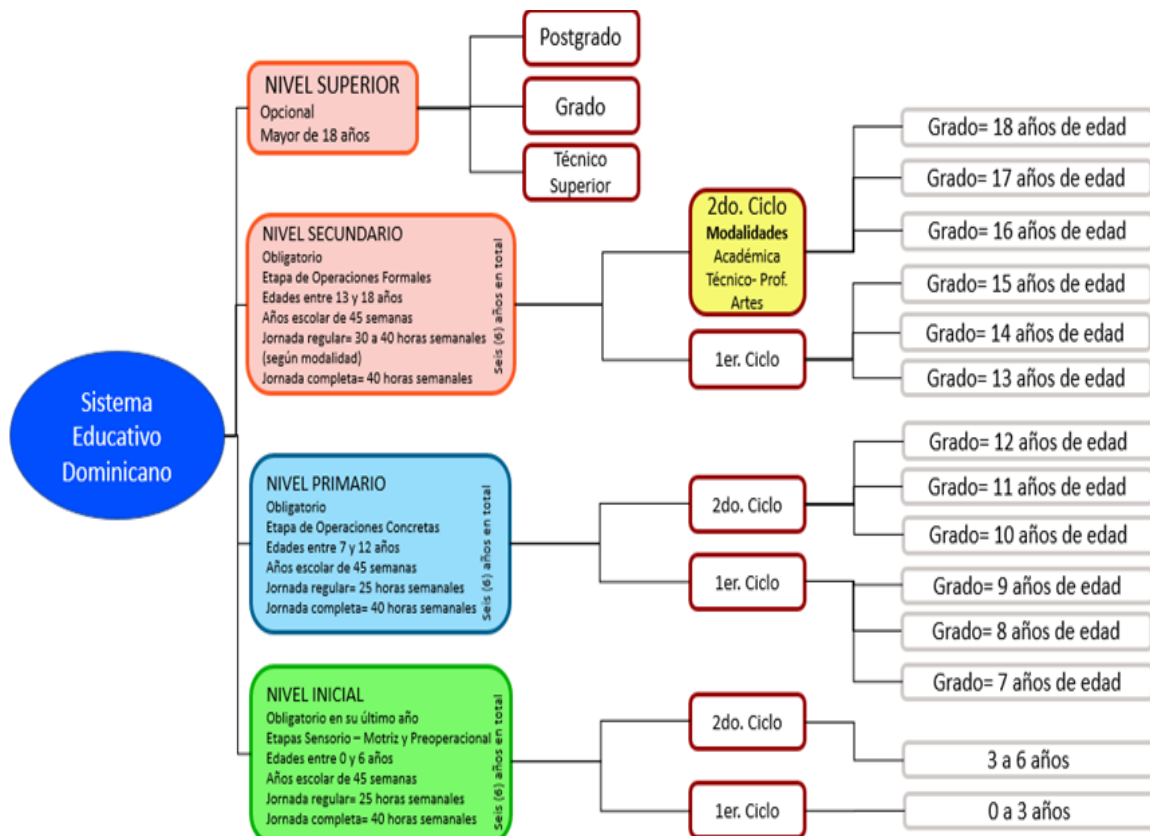 Sistema
Educativo
Dominicano
NIVEL SUPERIOR
Opcional
Mayor de 18 años
Postgrado
Grado
Técnico
Superior
NIVEL SECUNDARIO
Obligatorio
Etapa de Operaciones Formales
Edades entre 13 y 18 años
Años escolar de 45 semanas
Jornada regular= 30 a 40 horas semanales
(según modalidad)
Jornada completa= 40 horas semanales
Seis (6) años en total
2do. Ciclo
Modalidades
Académica
Técnico- Prof.
Artes
Grado= 18 años de edad
Grado= 17 años de edad
Grado= 16 años de edad
1er. Ciclo
Grado= 15 años de edad
Grado= 14 años de edad
Grado= 13 años de edad
NIVEL PRIMARIO
Obligatorio
Etapa de Operaciones Concretas
Edades entre 7 y 12 años
Años escolar de 45 semanas
Jornada regular= 25 horas semanales
Jornada completa= 40 horas semanales
Seis (6) años en total
2do. Ciclo
Grado= 12 años de edad
Grado= 11 años de edad
Grado= 10 años de edad
1er. Ciclo
Grado= 9 años de edad
Grado= 8 años de edad
Grado= 7 años de edad
NIVEL INICIAL
Obligatorio en su último año
Etapas Sensorio – Motriz y Preoperacional
Edades entre 0 y 6 años
Años escolar de 45 semanas
Jornada regular= 25 horas semanales
Jornada completa= 40 horas semanales
Seis (6) años en total
2do. Ciclo
3 a 6 años
1er. Ciclo
0 a 3 años